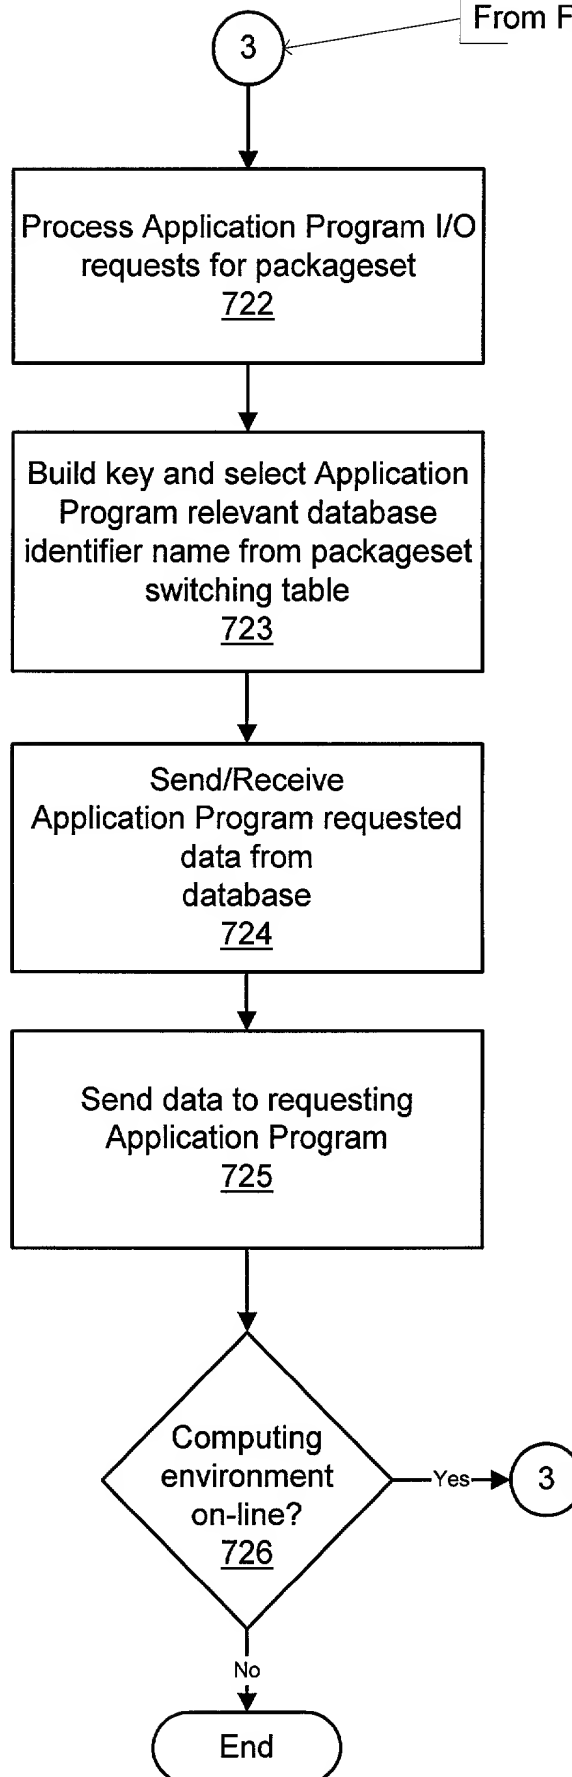 From F
3
Process Application Program I/O
requests for packageset
722
Build key and select Application
Program relevant database
identifier name from packageset
switching table
723
Send/Receive
Application Program requested
data from
database
724
Send data to requesting
Application Program
725
Computing
environment
on-line?
726
Yes
3
No
End